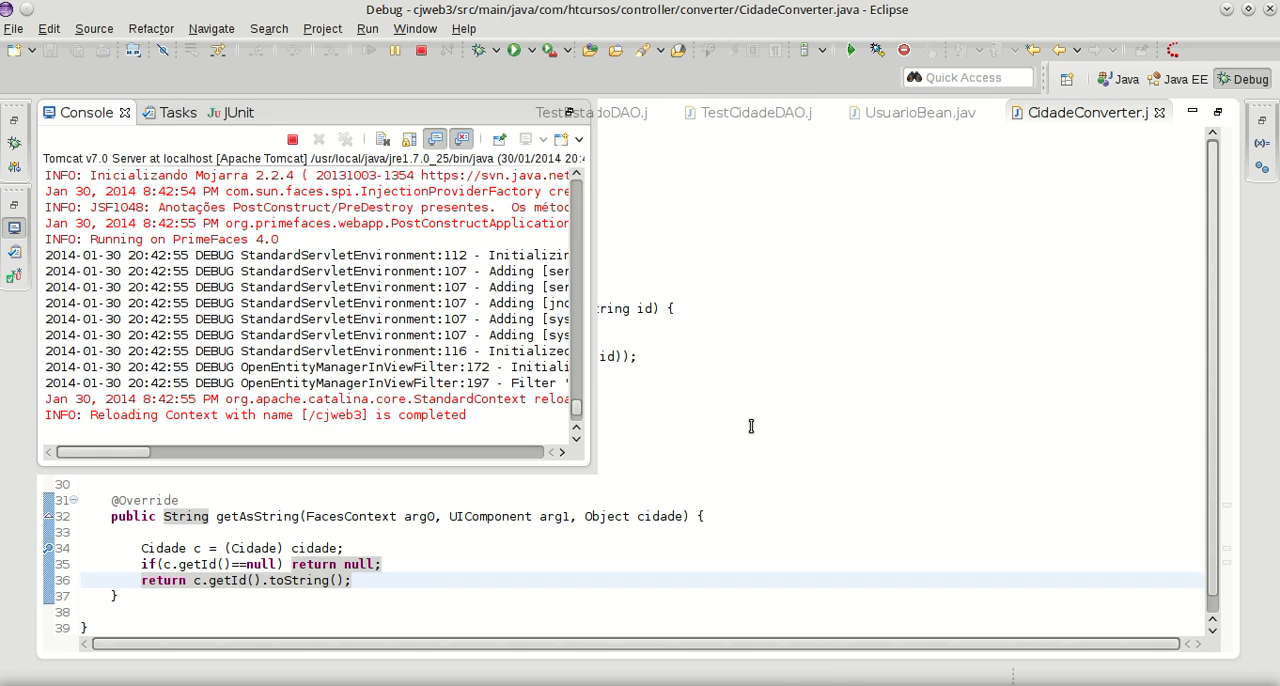 Debug - cjweb3/src/main/java/com/htcursos/controller/converter/CidadeConverter.java - Eclipse
File Edit Source Refactor Navigate Search Project Run Window Help
Quick Access
Java Java EE Debug
Console Tasks JUnit
doDAO.j TestCidadeDAO.j UsuarioBean.jav CidadeConverter.j
Tomcat v7.0 Server at localhost [Apache Tomcat] /usr/local/java/jre1.7.0_25/bin/java (30/01/2014 20:4
INFO: Inicializando Mojarra 2.2.4 ( 20131003-1354 https://svn.java.net
Jan 30, 2014 8:42:54 PM com.sun.faces.spi.InjectionProviderFactory cre
INFO: JSF1048: Anotações PostConstruct/PreDestroy presentes. Os méto
Jan 30, 2014 8:42:55 PM org.primefaces.webapp.PostConstructApplication
INFO: Running on PrimeFaces 4.0
2014-01-30 20:42:55 DEBUG StandardServletEnvironment:112 - Initializin
2014-01-30 20:42:55 DEBUG StandardServletEnvironment:107 - Adding [ser
2014-01-30 20:42:55 DEBUG StandardServletEnvironment:107 - Adding [ser
2014-01-30 20:42:55 DEBUG StandardServletEnvironment:107 - Adding [jnd
2014-01-30 20:42:55 DEBUG StandardServletEnvironment:107 - Adding [sys
2014-01-30 20:42:55 DEBUG StandardServletEnvironment:107 - Adding [sys
2014-01-30 20:42:55 DEBUG StandardServletEnvironment:116 - Initialized
2014-01-30 20:42:55 DEBUG OpenEntityManagerInViewFilter:172 - Initiali
2014-01-30 20:42:55 DEBUG OpenEntityManagerInViewFilter:197 - Filter '
Jan 30, 2014 8:42:55 PM org.apache.catalina.core.StandardContext reloa
INFO: Reloading Context with name [/cjweb3] is completed
ring id) {
id));
30
31 @Override
32 public String getAsString(FacesContext arg0, UIComponent arg1, Object cidade) {
33
34 Cidade c = (Cidade) cidade;
35 if(c.getId()==null) return null;
36 return c.getId().toString();
37 }
38
39 }